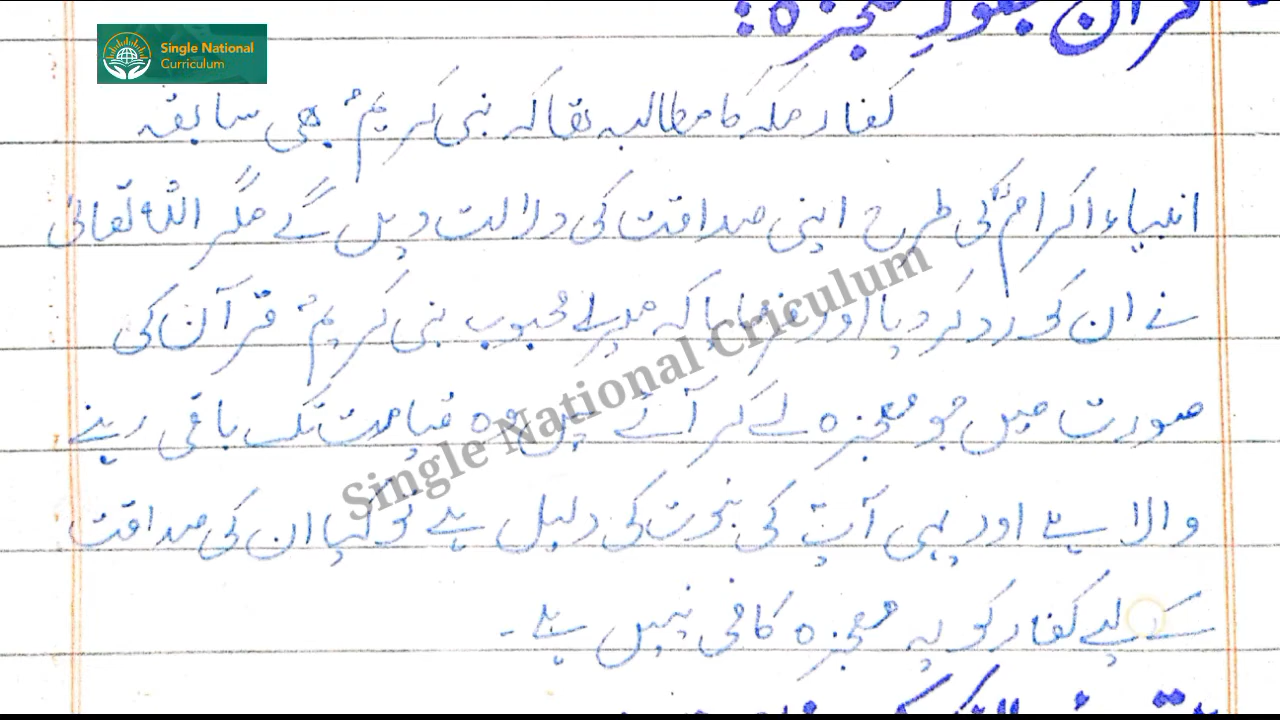 قرآن بطور معجزہ:
Single National
Curriculum
کفار مکہ کا مطالبہ تھا کہ نبی کریمؐ بھی سابقہ
انبیاء اکرامؑ کی طرح اپنی صداقت کی دلالت دیں گے مگر اللہ تعالیٰ
نے ان کی رد کر دیا اور فرمایا کہ میرے محبوب نبی کریمؐ قرآن کی
صورت میں جو معجزہ لے کر آئے ہیں وہ قیامت تک باقی رہنے
والا ہے اور یہی آپؐ کی نبوت کی دلیل ہے تو کیا ان کی صداقت
کے لیے کفار کو یہ معجزہ کافی نہیں ہے۔
Single National Criculum